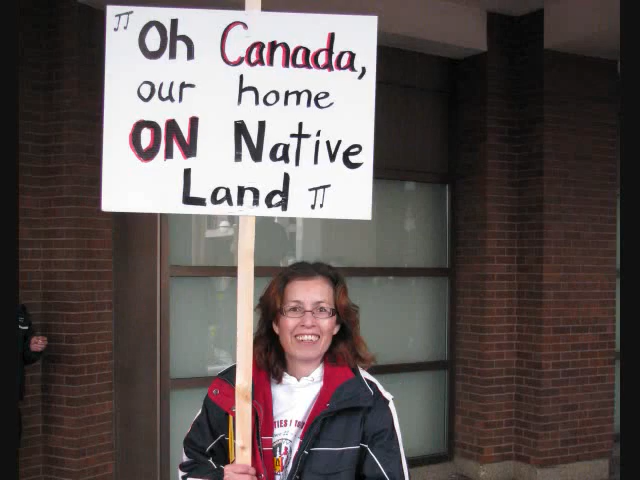 ♫ Oh Canada,
our home
ON Native
Land ♫